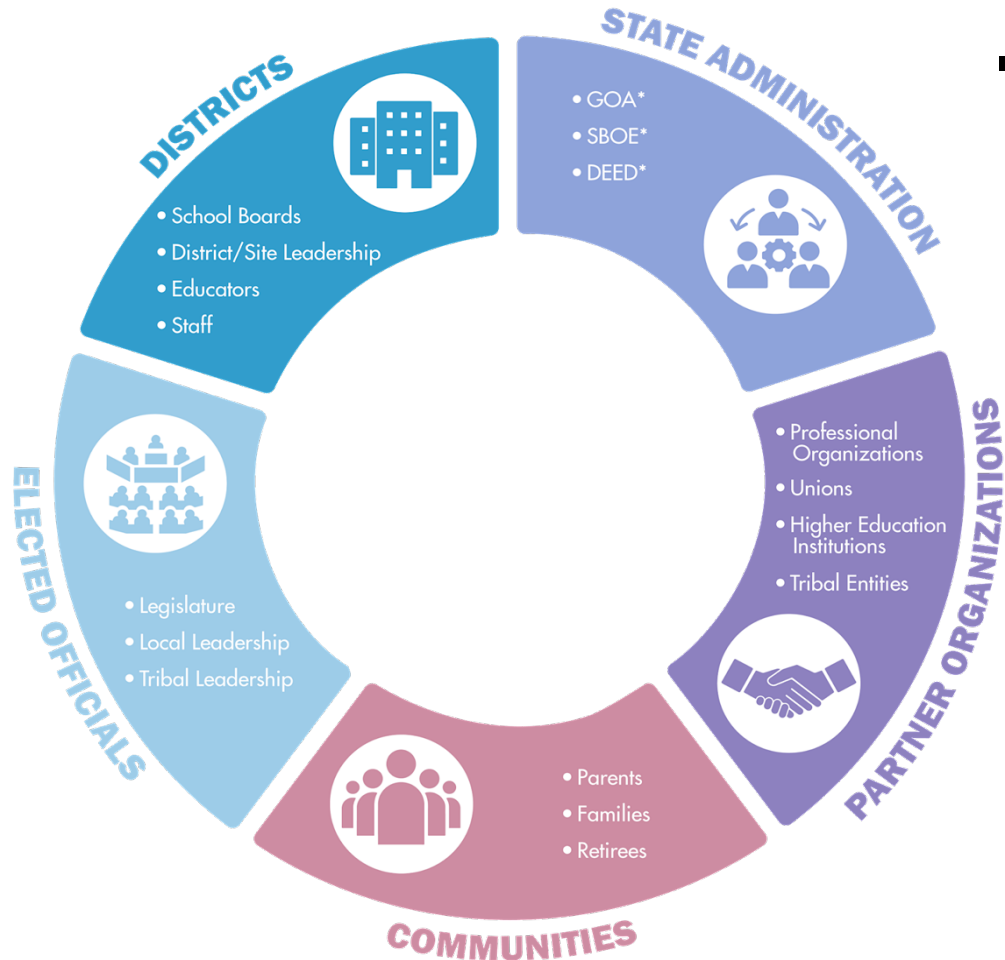 DISTRICTS
• School Boards
• District/Site Leadership
• Educators
• Staff
STATE ADMINISTRATION
• GOA*
• SBOE*
• DEED*
PARTNER ORGANIZATIONS
• Professional
Organizations
• Unions
• Higher Education
Institutions
• Tribal Entities
COMMUNITIES
• Parents
• Families
• Retirees
ELECTED OFFICIALS
• Legislature
• Local Leadership
• Tribal Leadership